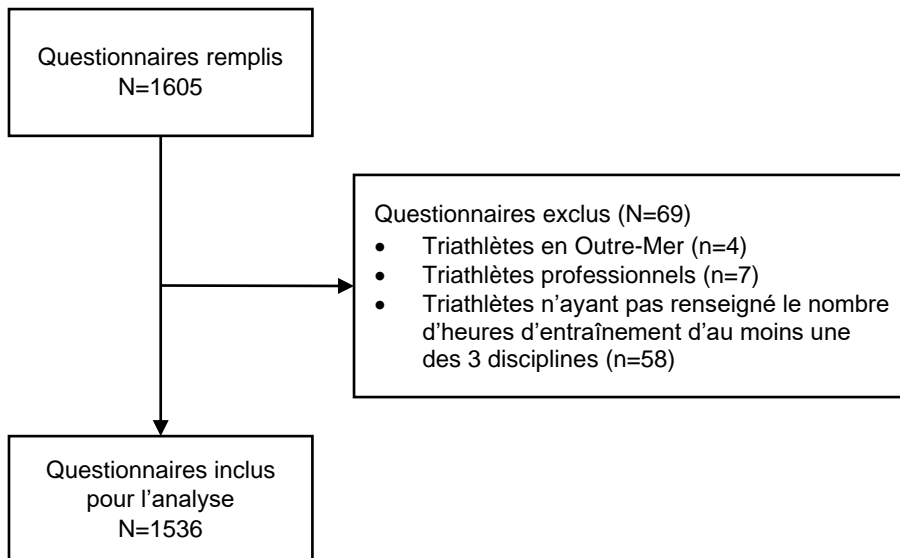 Questionnaires remplis
N=1605
Questionnaires exclus (N=69)
• Triathlètes en Outre-Mer (n=4)
• Triathlètes professionnels (n=7)
• Triathlètes n’ayant pas renseigné le nombre
d’heures d’entraînement d’au moins une
des 3 disciplines (n=58)
Questionnaires inclus
pour l’analyse
N=1536